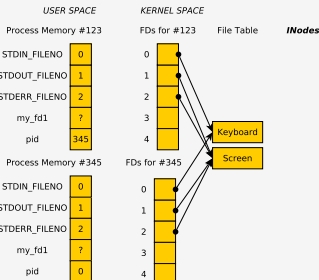 USER SPACE KERNEL SPACE
Process Memory #123 FDs for #123 File Table INodes
STDIN_FILENO 0 0
STDOUT_FILENO 1 1
STDERR_FILENO 2 2
my_fd1 ? 3
pid 345 4
Keyboard
Screen
Process Memory #345 FDs for #345
STDIN_FILENO 0 0
STDOUT_FILENO 1 1
STDERR_FILENO 2 2
my_fd1 ? 3
pid 0 4